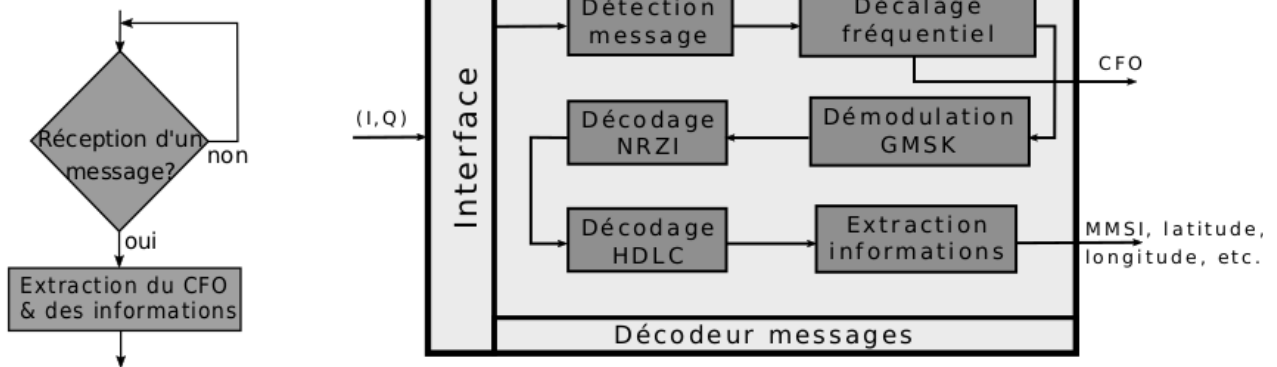 Réception d'un
message?
non
oui
Extraction du CFO
& des informations
(I,Q)
Interface
Détection
message
Décalage
fréquentiel
CFO
Démodulation
GMSK
Décodage
NRZI
Décodage
HDLC
Extraction
informations
MMSI, latitude,
longitude, etc.
Décodeur messages